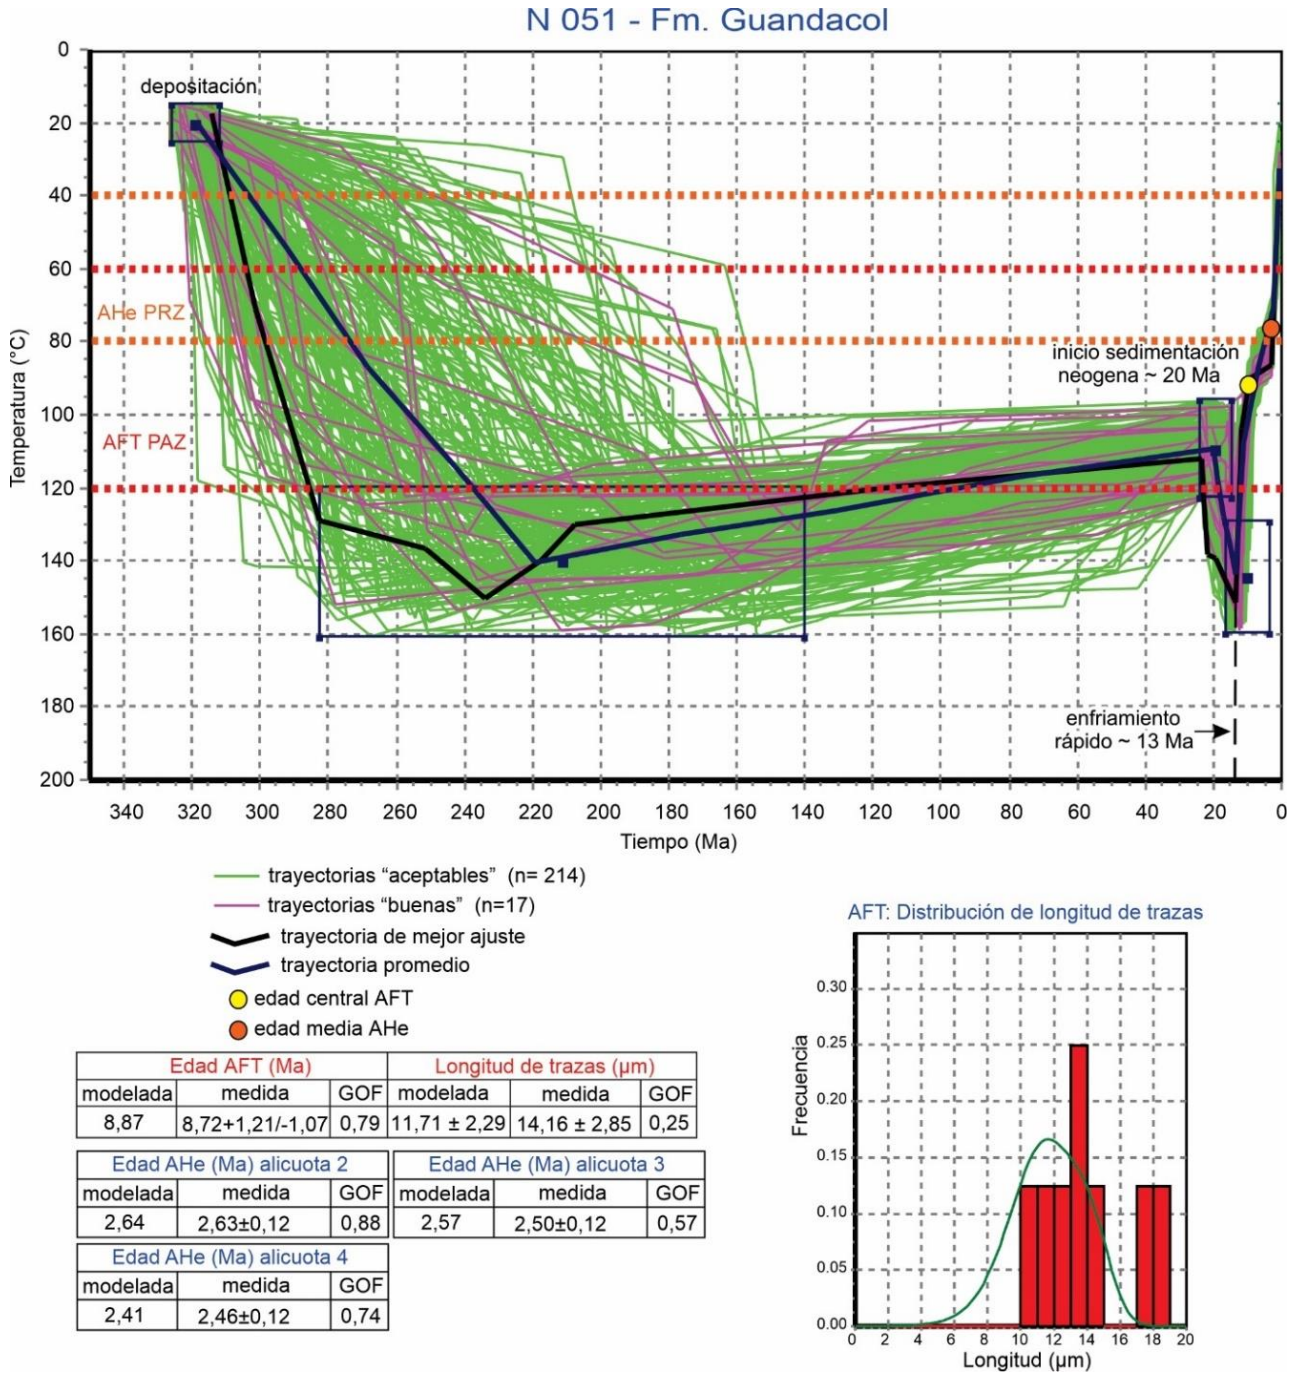 N 051 - Fm. Guandacol
0
20
40
60
80
100
120
140
160
180
200
Temperatura (°C)
depositación
AHe PRZ
AFT PAZ
inicio sedimentación
neogena ~ 20 Ma
enfriamiento
rápido ~ 13 Ma
340 320 300 280 260 240 220 200 180 160 140 120 100 80 60 40 20 0
Tiempo (Ma)
trayectorias “aceptables” (n= 214)
trayectorias “buenas” (n=17)
trayectoria de mejor ajuste
trayectoria promedio
edad central AFT
edad media AHe
Edad AFT (Ma) Longitud de trazas (µm)
modelada medida GOF modelada medida GOF
8,87 8,72+1,21/-1,07 0,79 11,71 ± 2,29 14,16 ± 2,85 0,25
Edad AHe (Ma) alicuota 2 Edad AHe (Ma) alicuota 3
modelada medida GOF modelada medida GOF
2,64 2,63±0,12 0,88 2,57 2,50±0,12 0,57
Edad AHe (Ma) alicuota 4
modelada medida GOF
2,41 2,46±0,12 0,74
AFT: Distribución de longitud de trazas
0.30
0.25
0.20
0.15
0.10
0.05
0.00
Frecuencia
0 2 4 6 8 10 12 14 16 18 20
Longitud (µm)